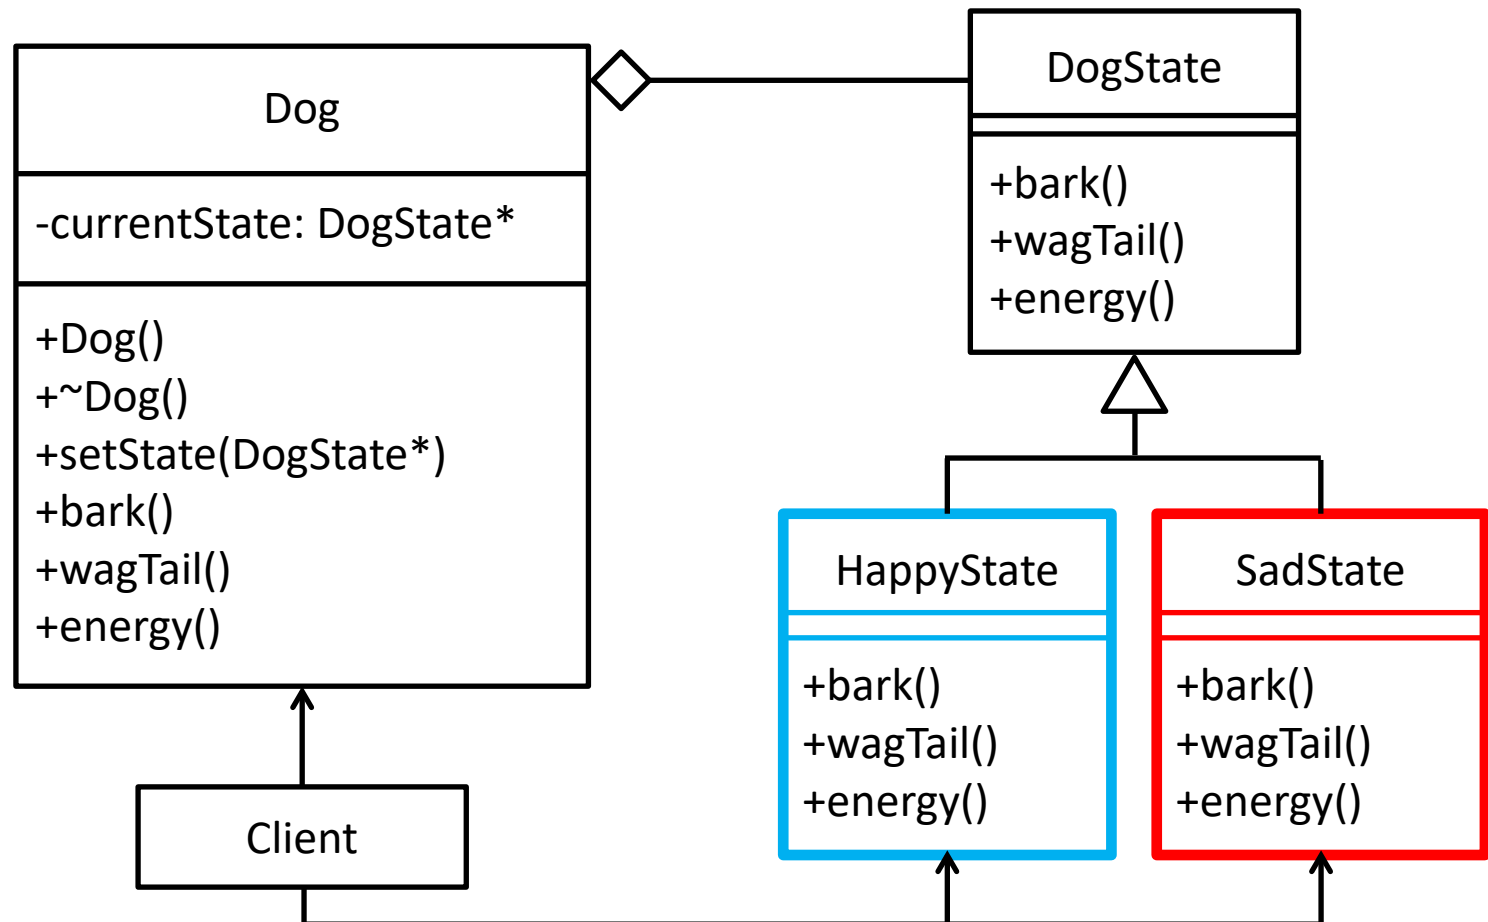 Dog
-currentState: DogState*
+Dog()
+~Dog()
+setState(DogState*)
+bark()
+wagTail()
+energy()
DogState
+bark()
+wagTail()
+energy()
HappyState
+bark()
+wagTail()
+energy()
SadState
+bark()
+wagTail()
+energy()
Client